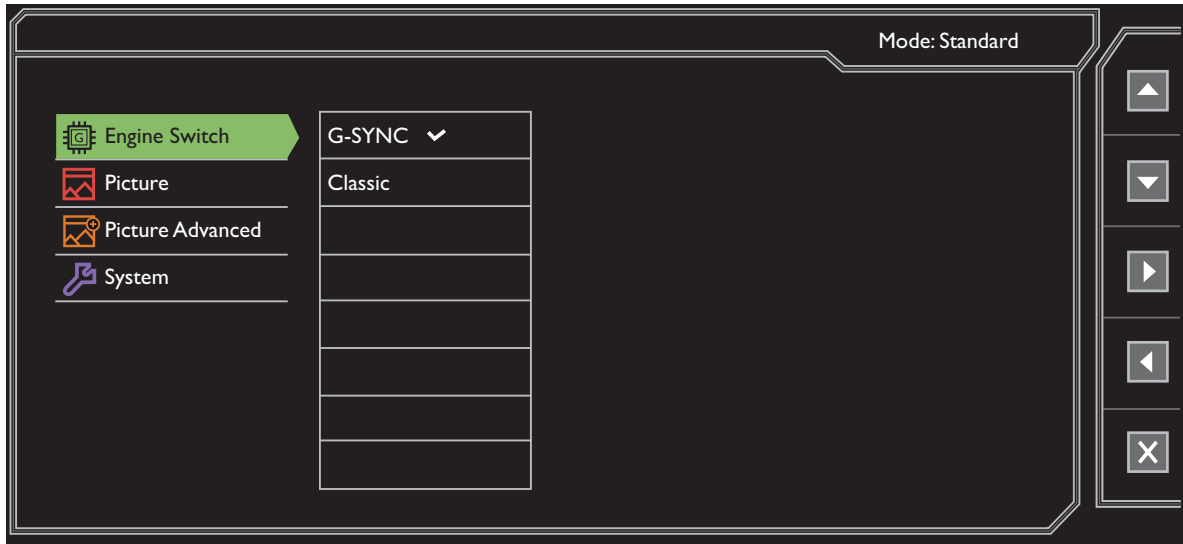 Mode: Standard
Engine Switch
G-SYNC
Picture
Classic
Picture Advanced
System